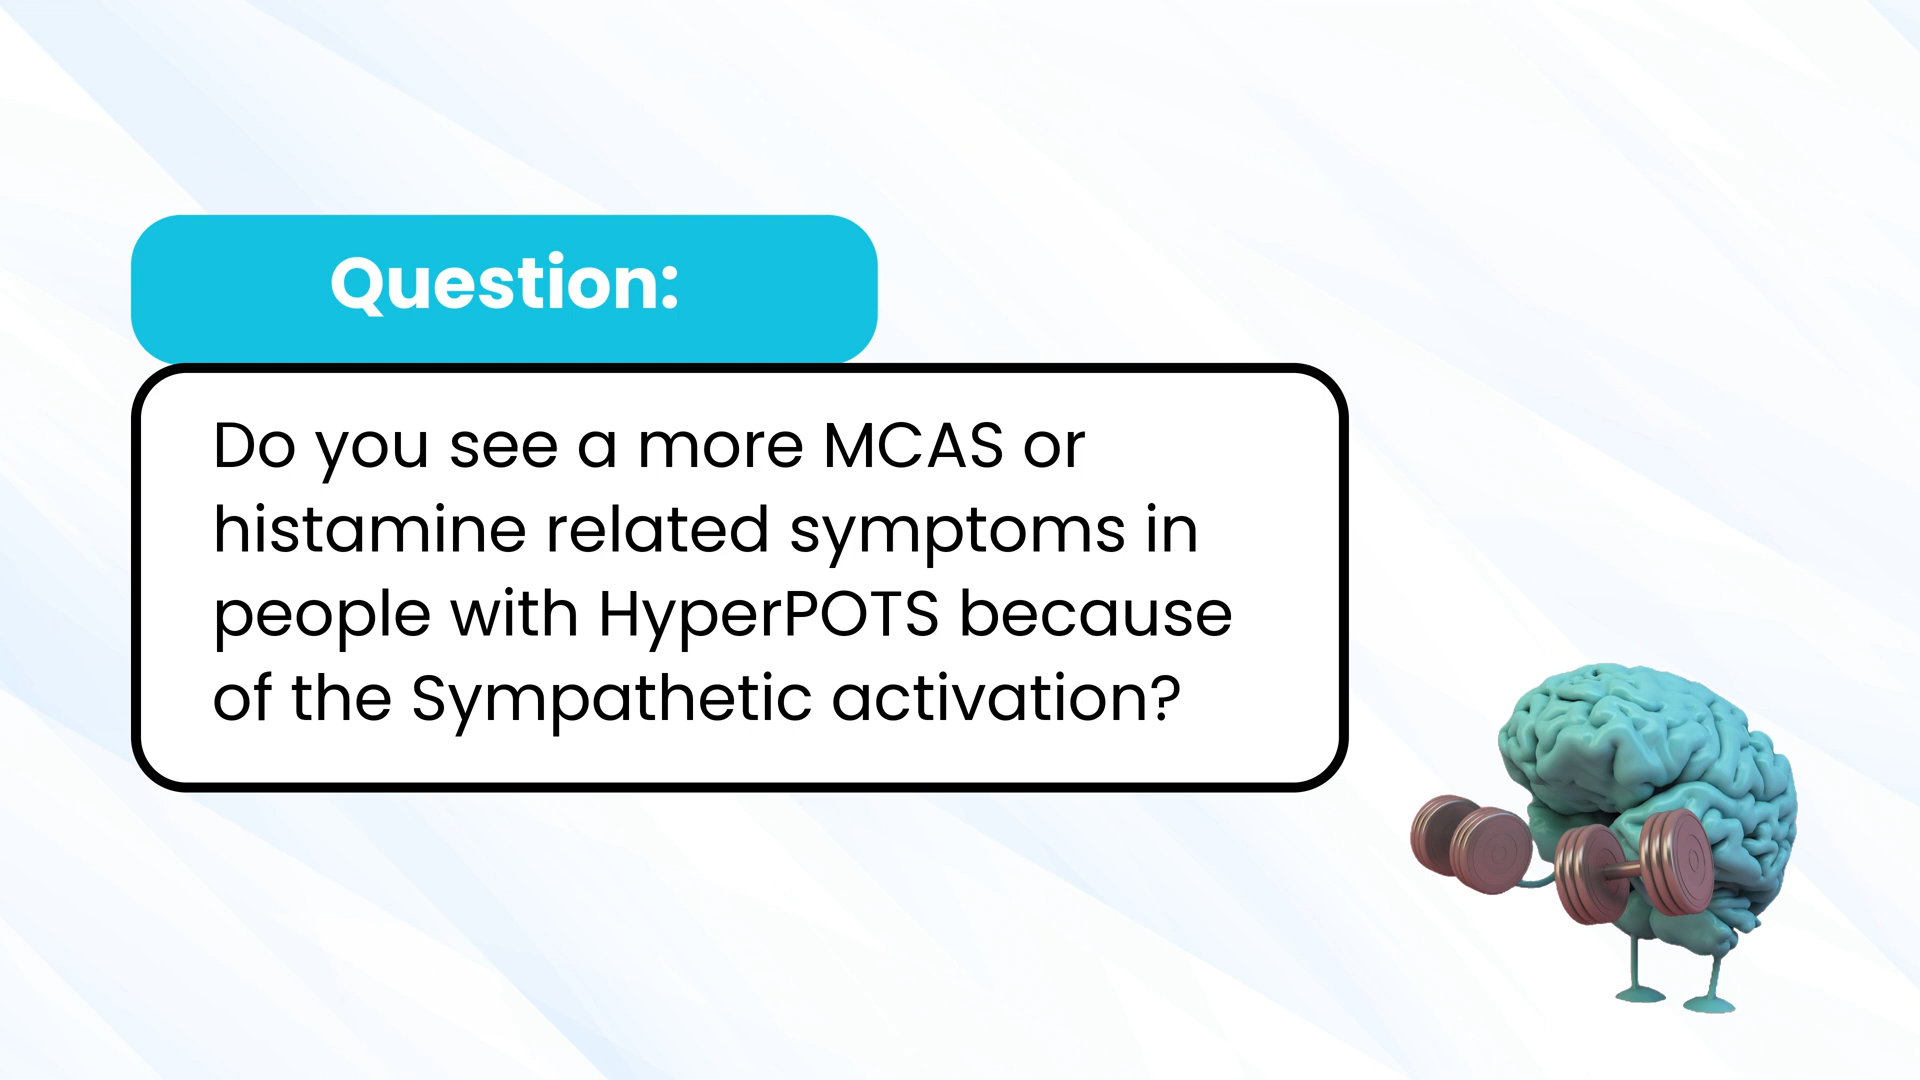 Question:
Do you see a more MCAS or
histamine related symptoms in
people with HyperPOTS because
of the Sympathetic activation?